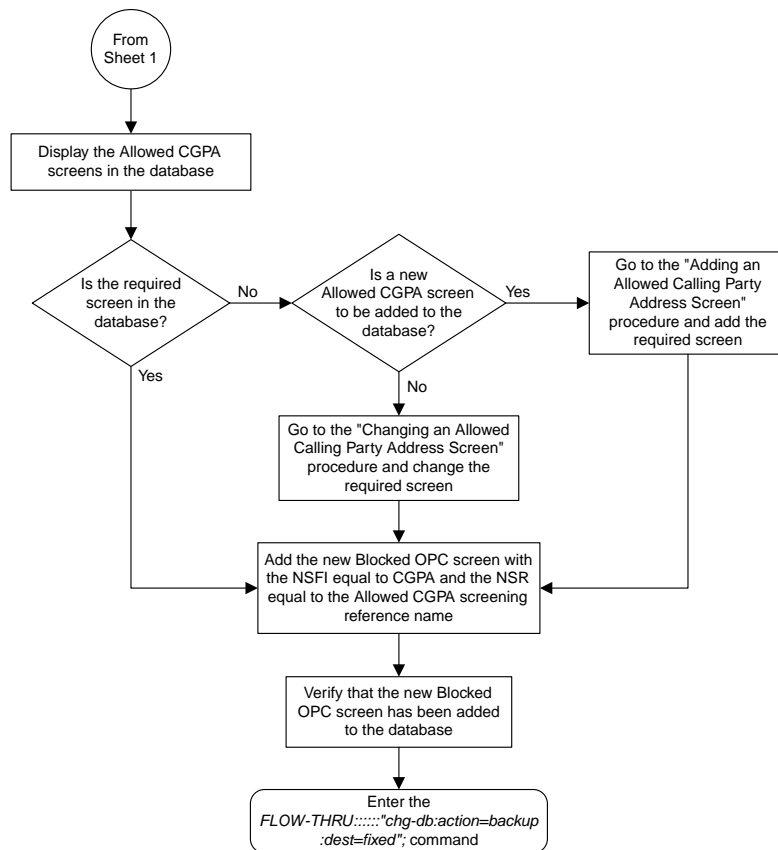 From
Sheet 1
Display the Allowed CGPA
screens in the database
Is the required
screen in the
database?
No
Yes
Is a new
Allowed CGPA screen
to be added to the
database?
Yes
No
Go to the "Adding an
Allowed Calling Party
Address Screen"
procedure and add the
required screen
Go to the "Changing an Allowed
Calling Party Address Screen"
procedure and change the
required screen
Add the new Blocked OPC screen with
the NSFI equal to CGPA and the NSR
equal to the Allowed CGPA screening
reference name
Verify that the new Blocked
OPC screen has been added
to the database
Enter the
FLOW-THRU::::::"chg-db:action=backup
:dest=fixed"; command